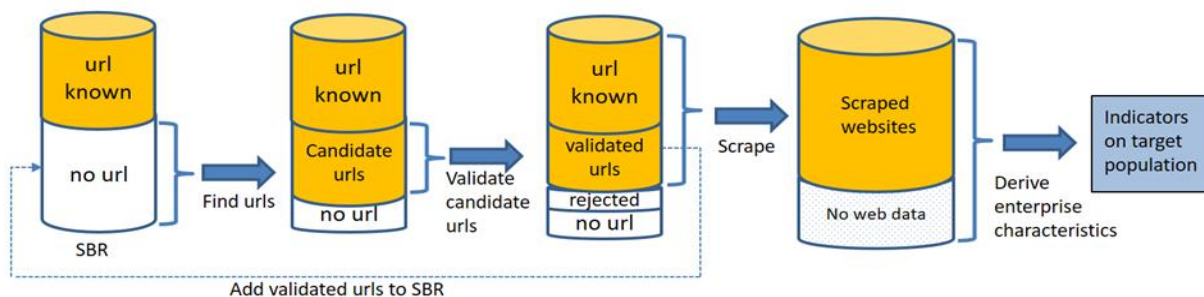 url
known
no url
SBR
Find urls
url
known
Candidate
urls
no url
Validate
candidate
urls
url
known
validated
urls
rejected
no url
Scrape
Scraped
websites
No web data
Derive
enterprise
characteristics
Indicators
on target
population
Add validated urls to SBR